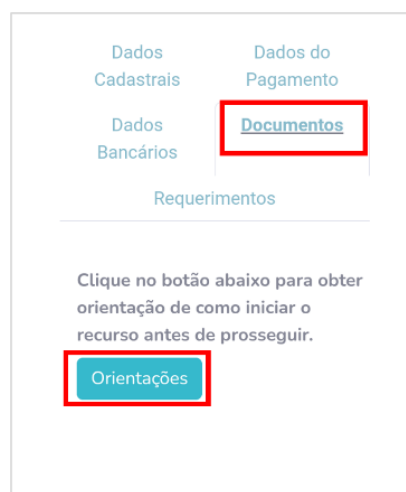 Dados
Cadastrais
Dados do
Pagamento
Dados
Bancários
Documentos
Requerimentos
Clique no botão abaixo para obter
orientação de como iniciar o
recurso antes de prosseguir.
Orientações